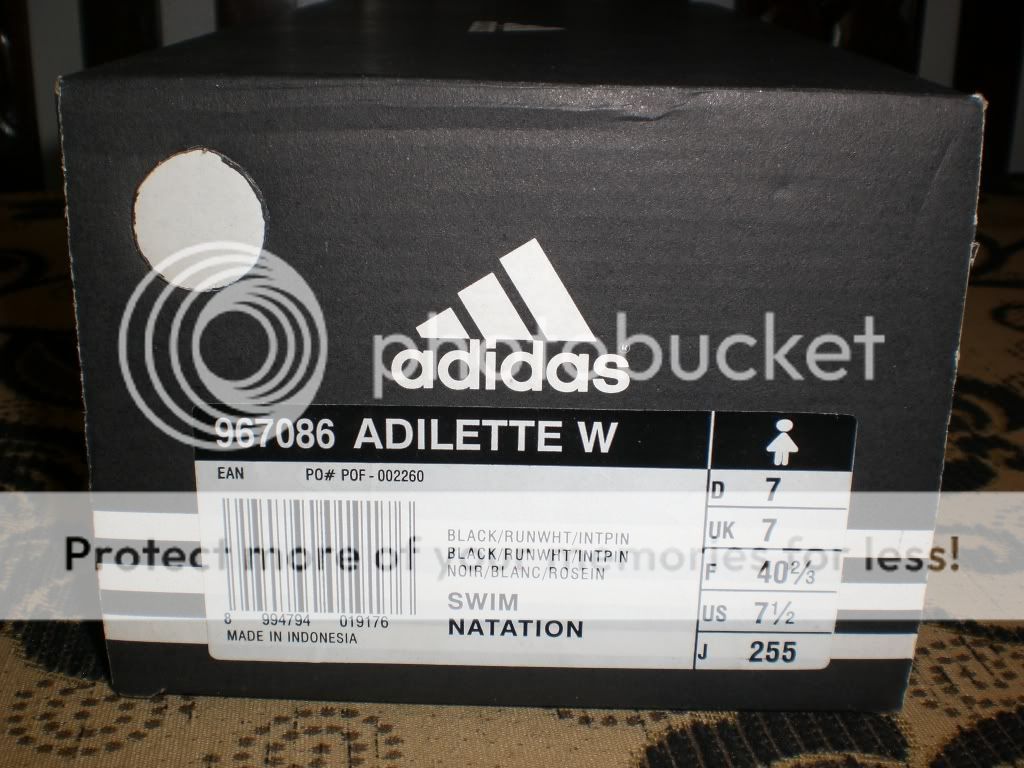 photobucket
adidas®
967086 ADILETTE W
EAN PO# POF-002260
D 7
UK 7
BLACK/RUNWHT/INTPIN
BLACK/RUNWHT/INTPIN
NOIR/BLANC/ROSEIN
Protect more of your memories for less!
F 40⅔
SWIM
US 7½
8 994794 019176
NATATION
MADE IN INDONESIA
J 255